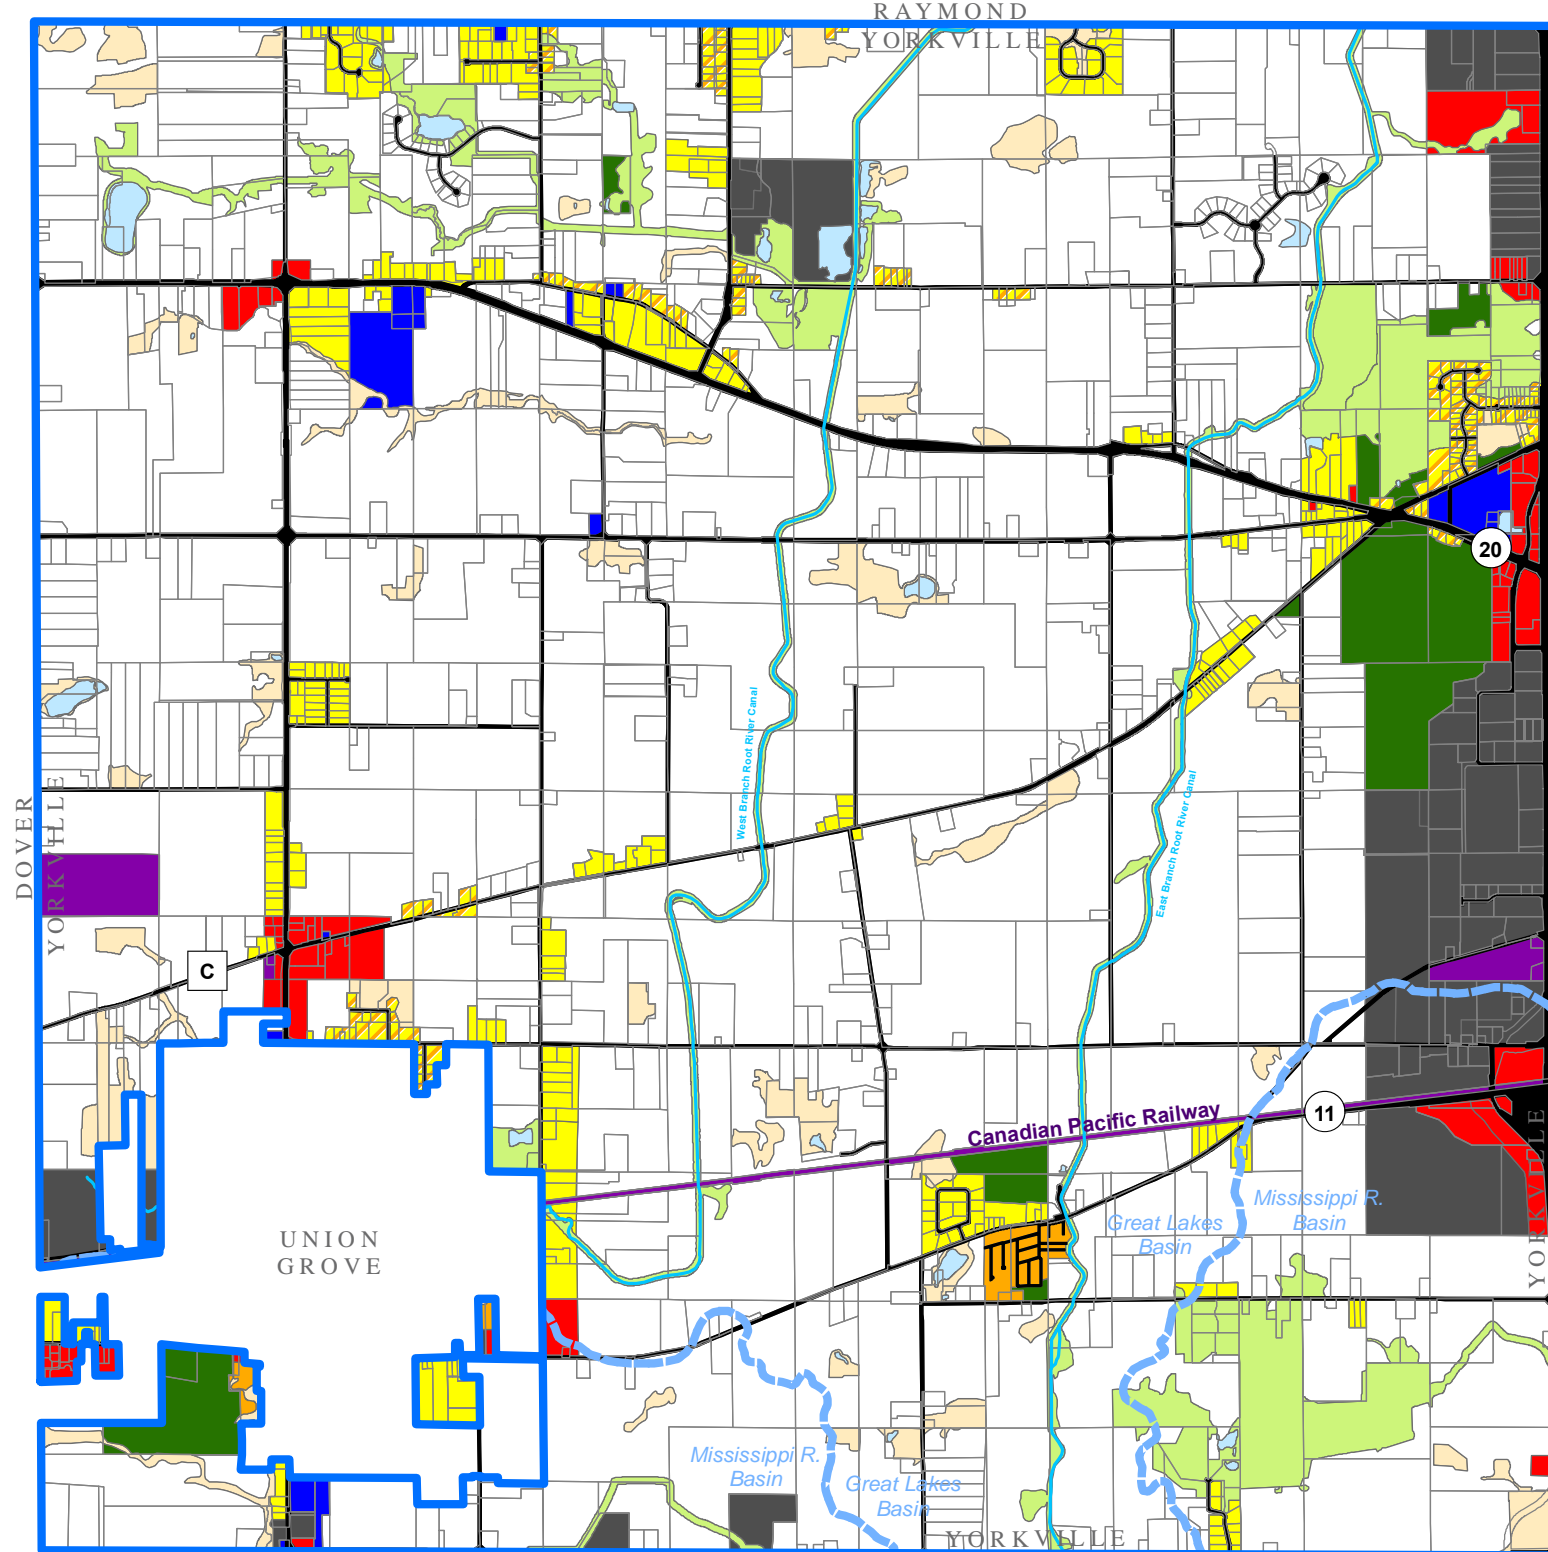 RAYMOND
YORKVILLE
20
West Branch Root River Canal
East Branch Root River Canal
DOVER
YORKVILLE
C
Canadian Pacific Railway
11
YORKVILLE
Mississippi R.
Basin
Great Lakes
Basin
UNION
GROVE
Mississippi R.
Basin
Great Lakes
Basin
YORKVILLE